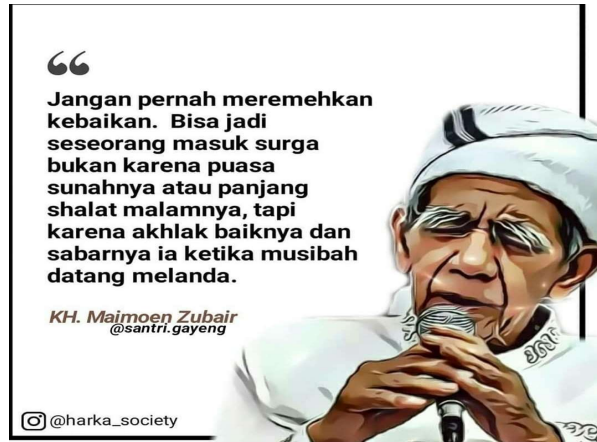 Jangan pernah meremehkan
kebaikan. Bisa jadi
seseorang masuk surga
bukan karena puasa
sunahnya atau panjang
shalat malamnya, tapi
karena akhlak baiknya dan
sabarnya ia ketika musibah
datang melanda.
KH. Maimoen Zubair
@santri.gayeng
@harka_society